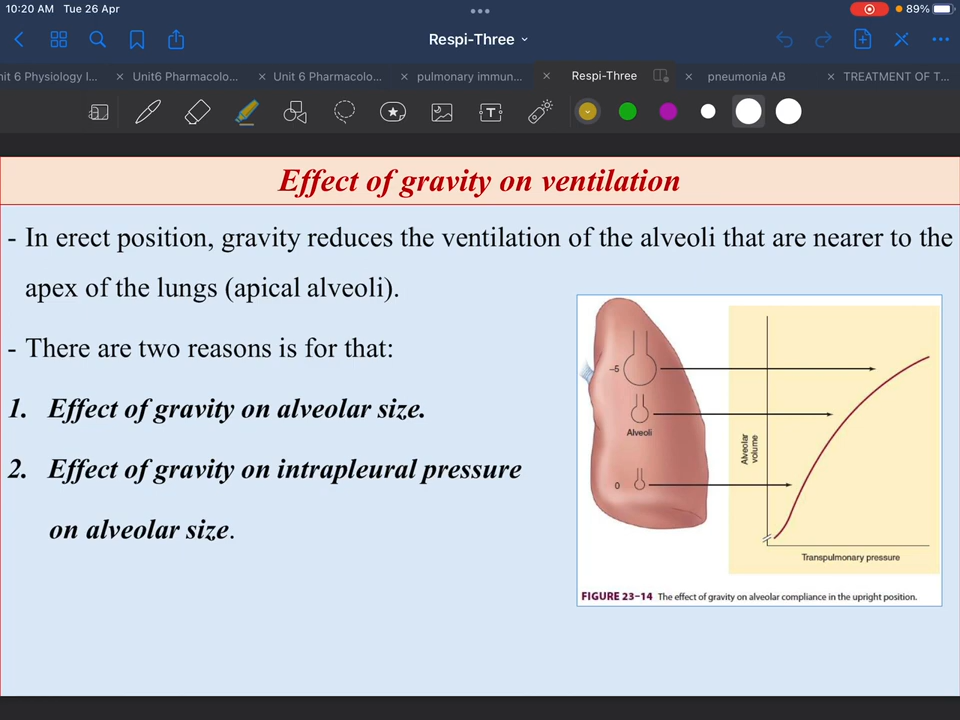 10:20 AM Tue 26 Apr
89%
Respi-Three
nit 6 Physiology I...
Unit6 Pharmacolo...
Unit 6 Pharmacolo...
pulmonary immun...
Respi-Three
pneumonia AB
TREATMENT OF T...
Effect of gravity on ventilation
- In erect position, gravity reduces the ventilation of the alveoli that are nearer to the
apex of the lungs (apical alveoli).
- There are two reasons is for that:
1. Effect of gravity on alveolar size.
2. Effect of gravity on intrapleural pressure
on alveolar size.
-5
Alveoli
0
Alveolar
volume
Transpulmonary pressure
FIGURE 23-14 The effect of gravity on alveolar compliance in the upright position.